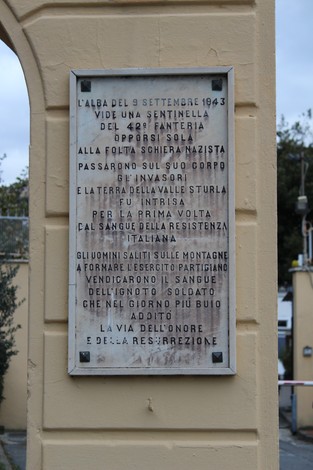 L'ALBA DEL 9 SETTEMBRE 1943
VIDE UNA SENTINELLA
DEL 42º FANTERIA
OPPORSI SOLA
ALLA FOLTA SCHIERA NAZISTA
PASSARONO SUL SUO CORPO
GL'INVASORI
E LA TERRA DELLA VALLE STURLA
FU INTRISA
PER LA PRIMA VOLTA
DAL SANGUE DELLA RESISTENZA
ITALIANA
GLI UOMINI SALITI SULLE MONTAGNE
A FORMARE L'ESERCITO PARTIGIANO
VENDICARONO IL SANGUE
DELL'IGNOTO SOLDATO
CHE NEL GIORNO PIÙ BUIO
ADDITÒ
LA VIA DELL'ONORE
E DELLA RESURREZIONE